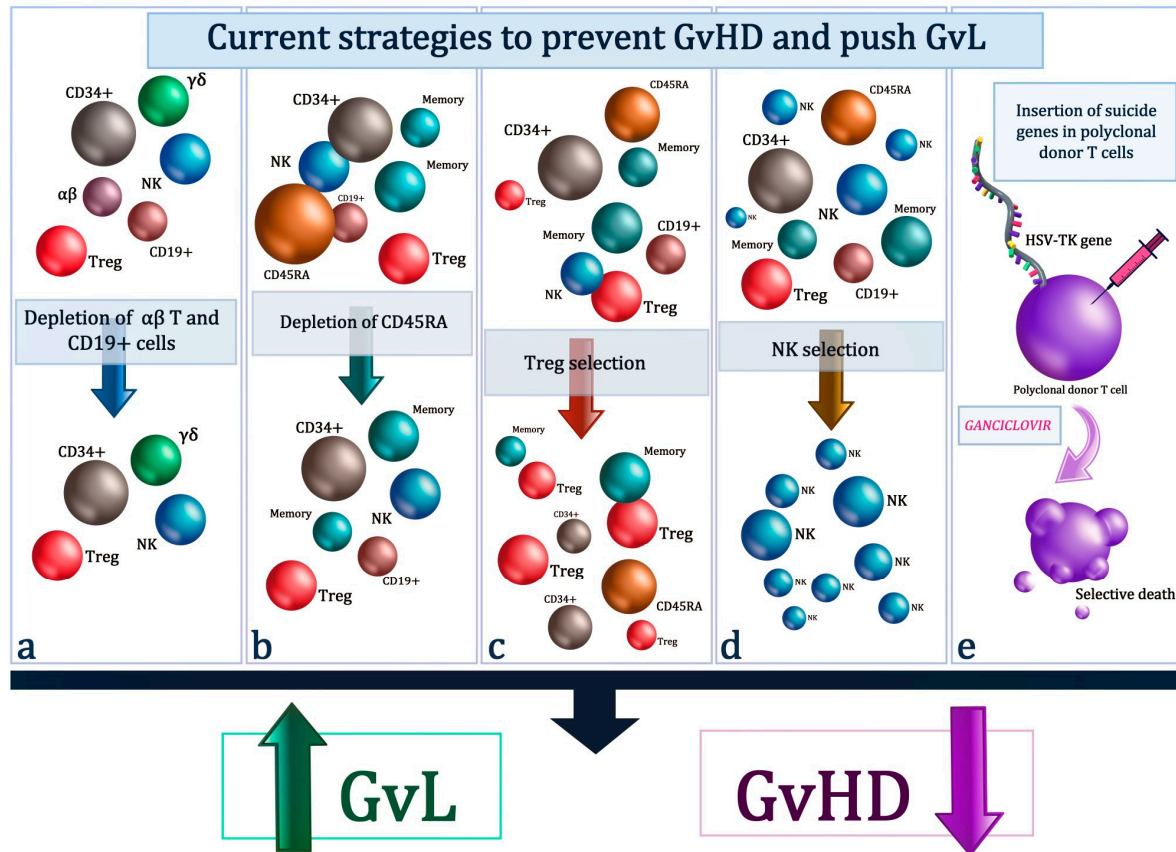 Current strategies to prevent GvHD and push GvL
γδ
CD34+
NK
αβ
CD19+
Treg
Depletion of αβ T and
CD19+ cells
γδ
CD34+
NK
Treg
a
CD34+
Memory
NK
Memory
CD19+
CD45RA
Treg
Depletion of CD45RA
Memory
CD34+
NK
Memory
CD19+
Treg
b
CD45RA
CD34+
Memory
Treg
Memory
CD19+
NK
Treg
Treg selection
Memory
Memory
Treg
CD34+
Treg
Treg
CD45RA
CD34+
Treg
c
CD45RA
NK
NK
CD34+
NK
NK
Memory
Memory
Treg
CD19+
NK selection
NK
NK
NK
NK
NK
NK
NK
NK
NK
d
Insertion of suicide
genes in polyclonal
donor T cells
HSV-TK gene
Polyclonal donor T cell
GANCICLOVIR
Selective death
e
GvL
GvHD